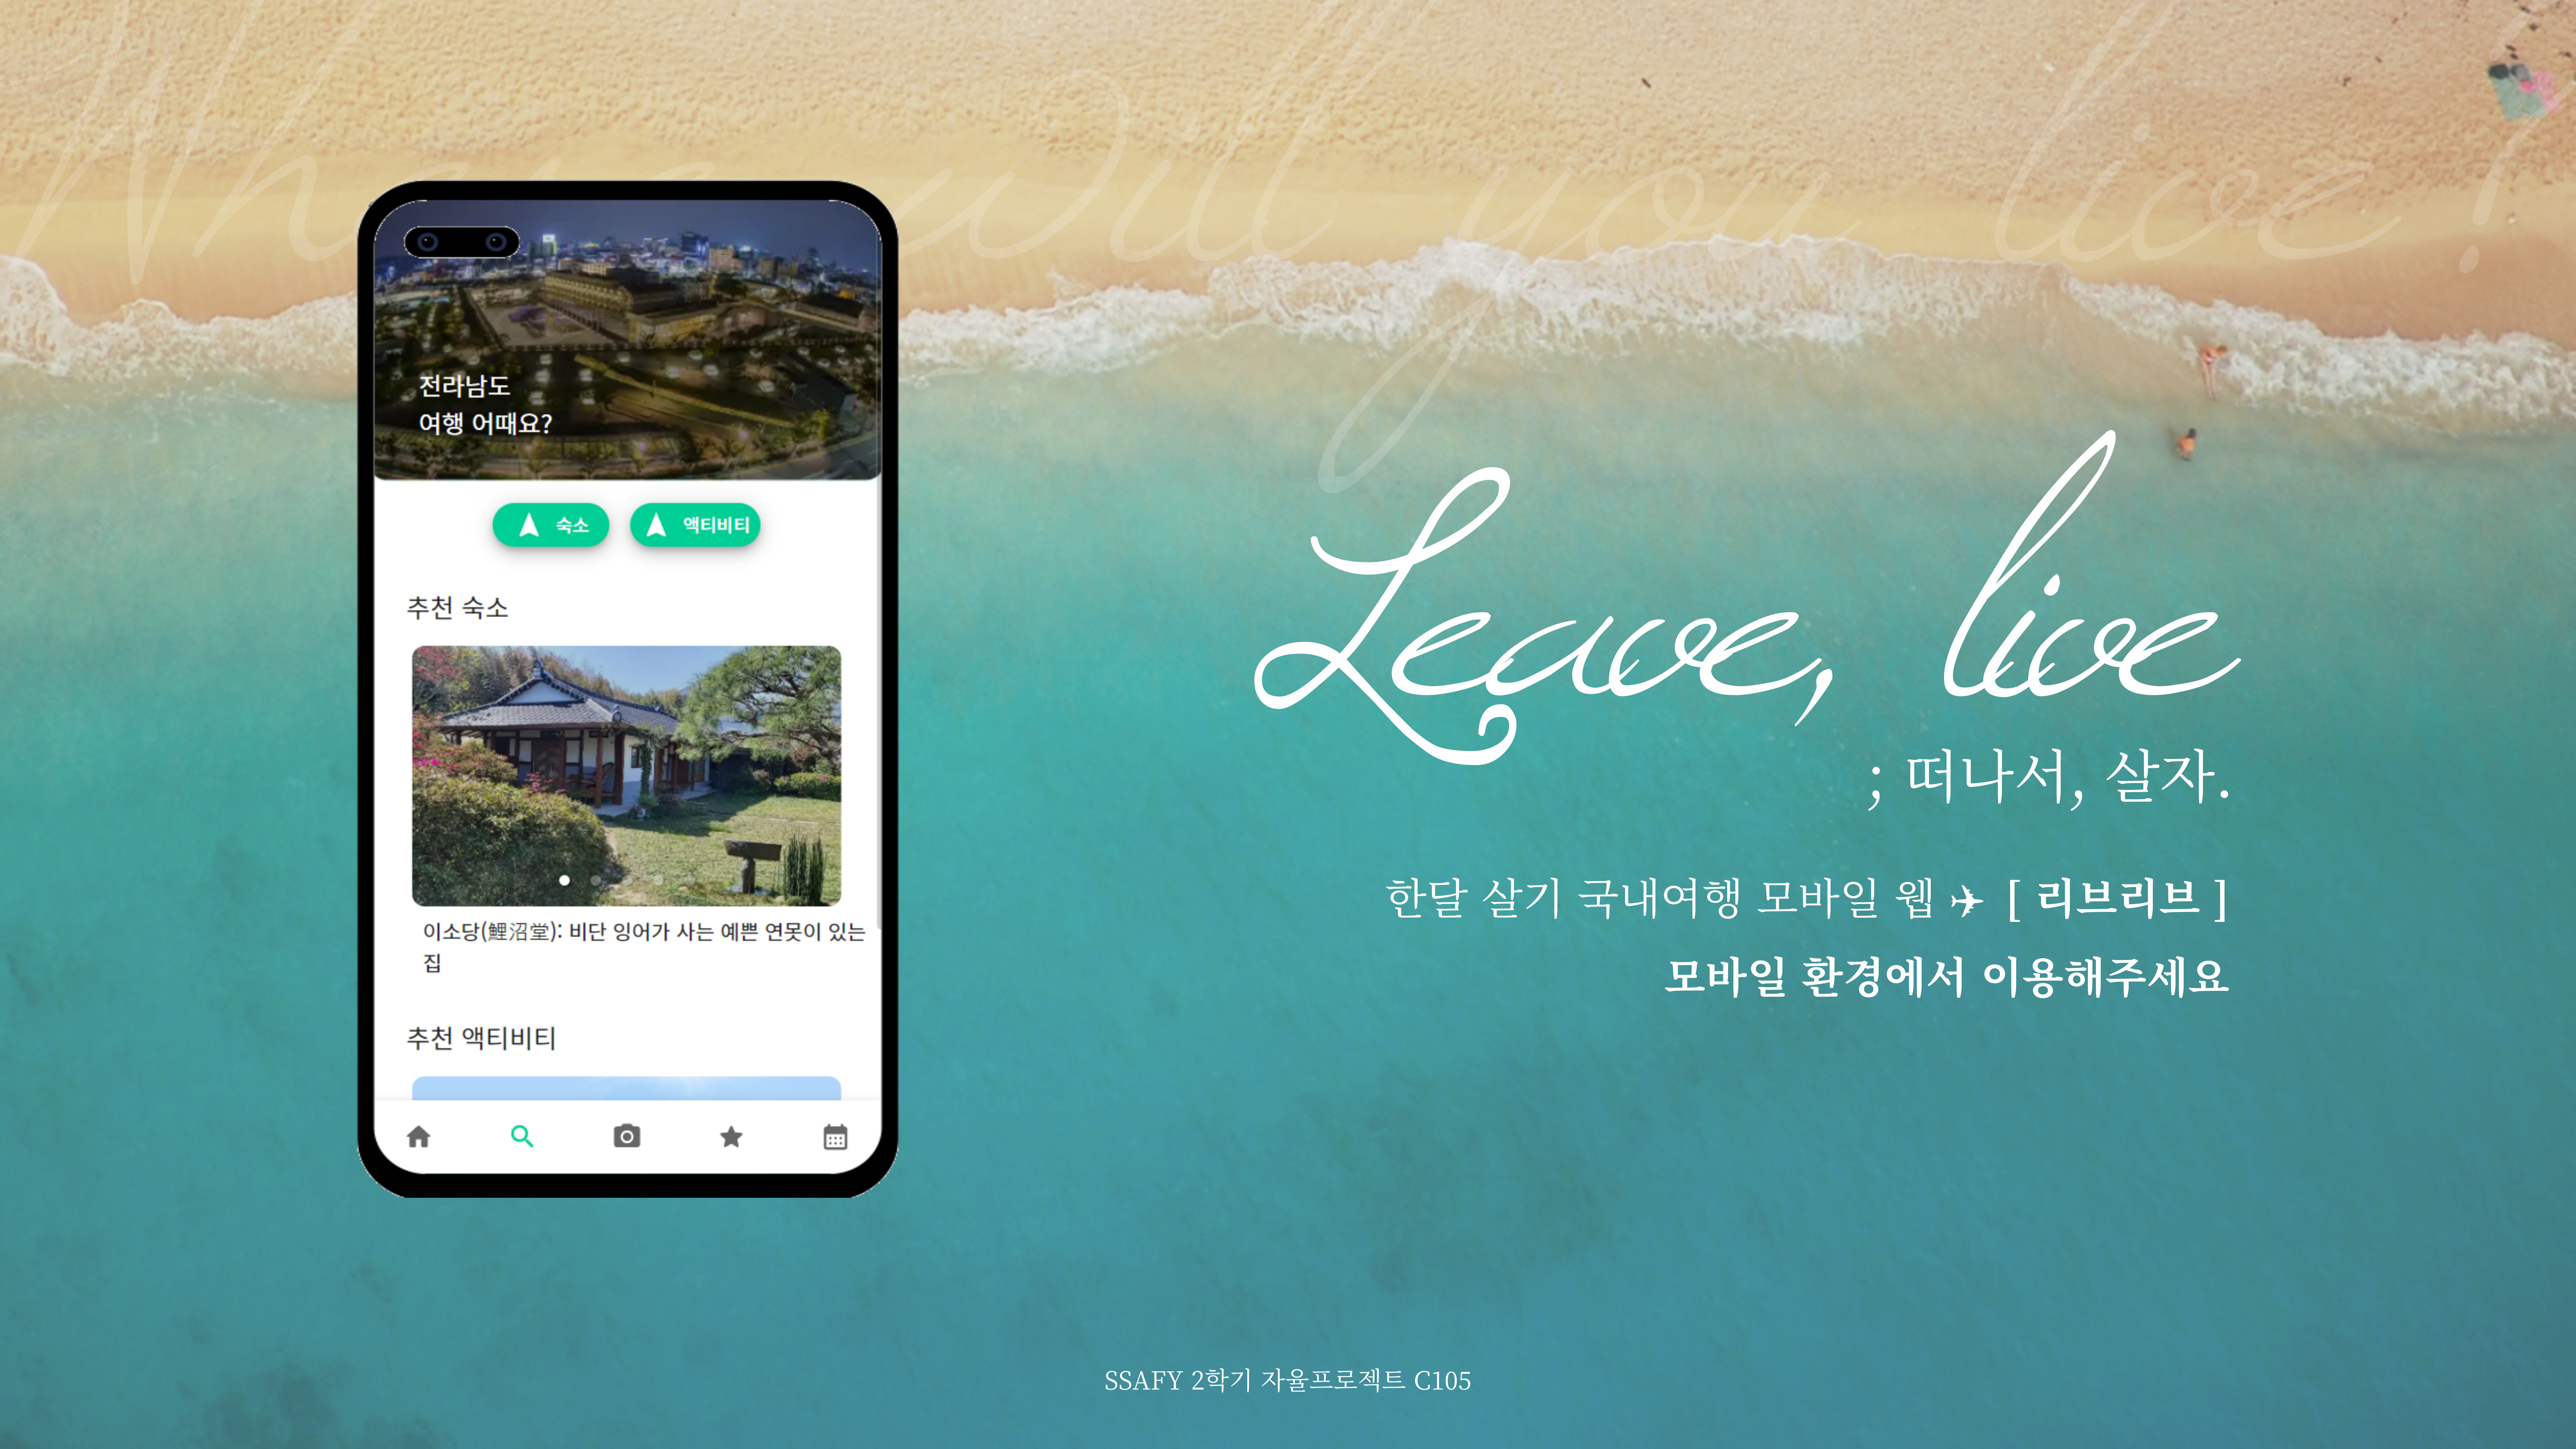 Where will you live?
전라남도
여행 어때요?
숙소
액티비티
추천 숙소
이소당(鯉沼堂): 비단 잉어가 사는 예쁜 연못이 있는
집
추천 액티비티
Leave, live
; 떠나서, 살자.
한달 살기 국내여행 모바일 웹 ✈ [ 리브리브 ]
모바일 환경에서 이용해주세요
SSAFY 2학기 자율프로젝트 C105